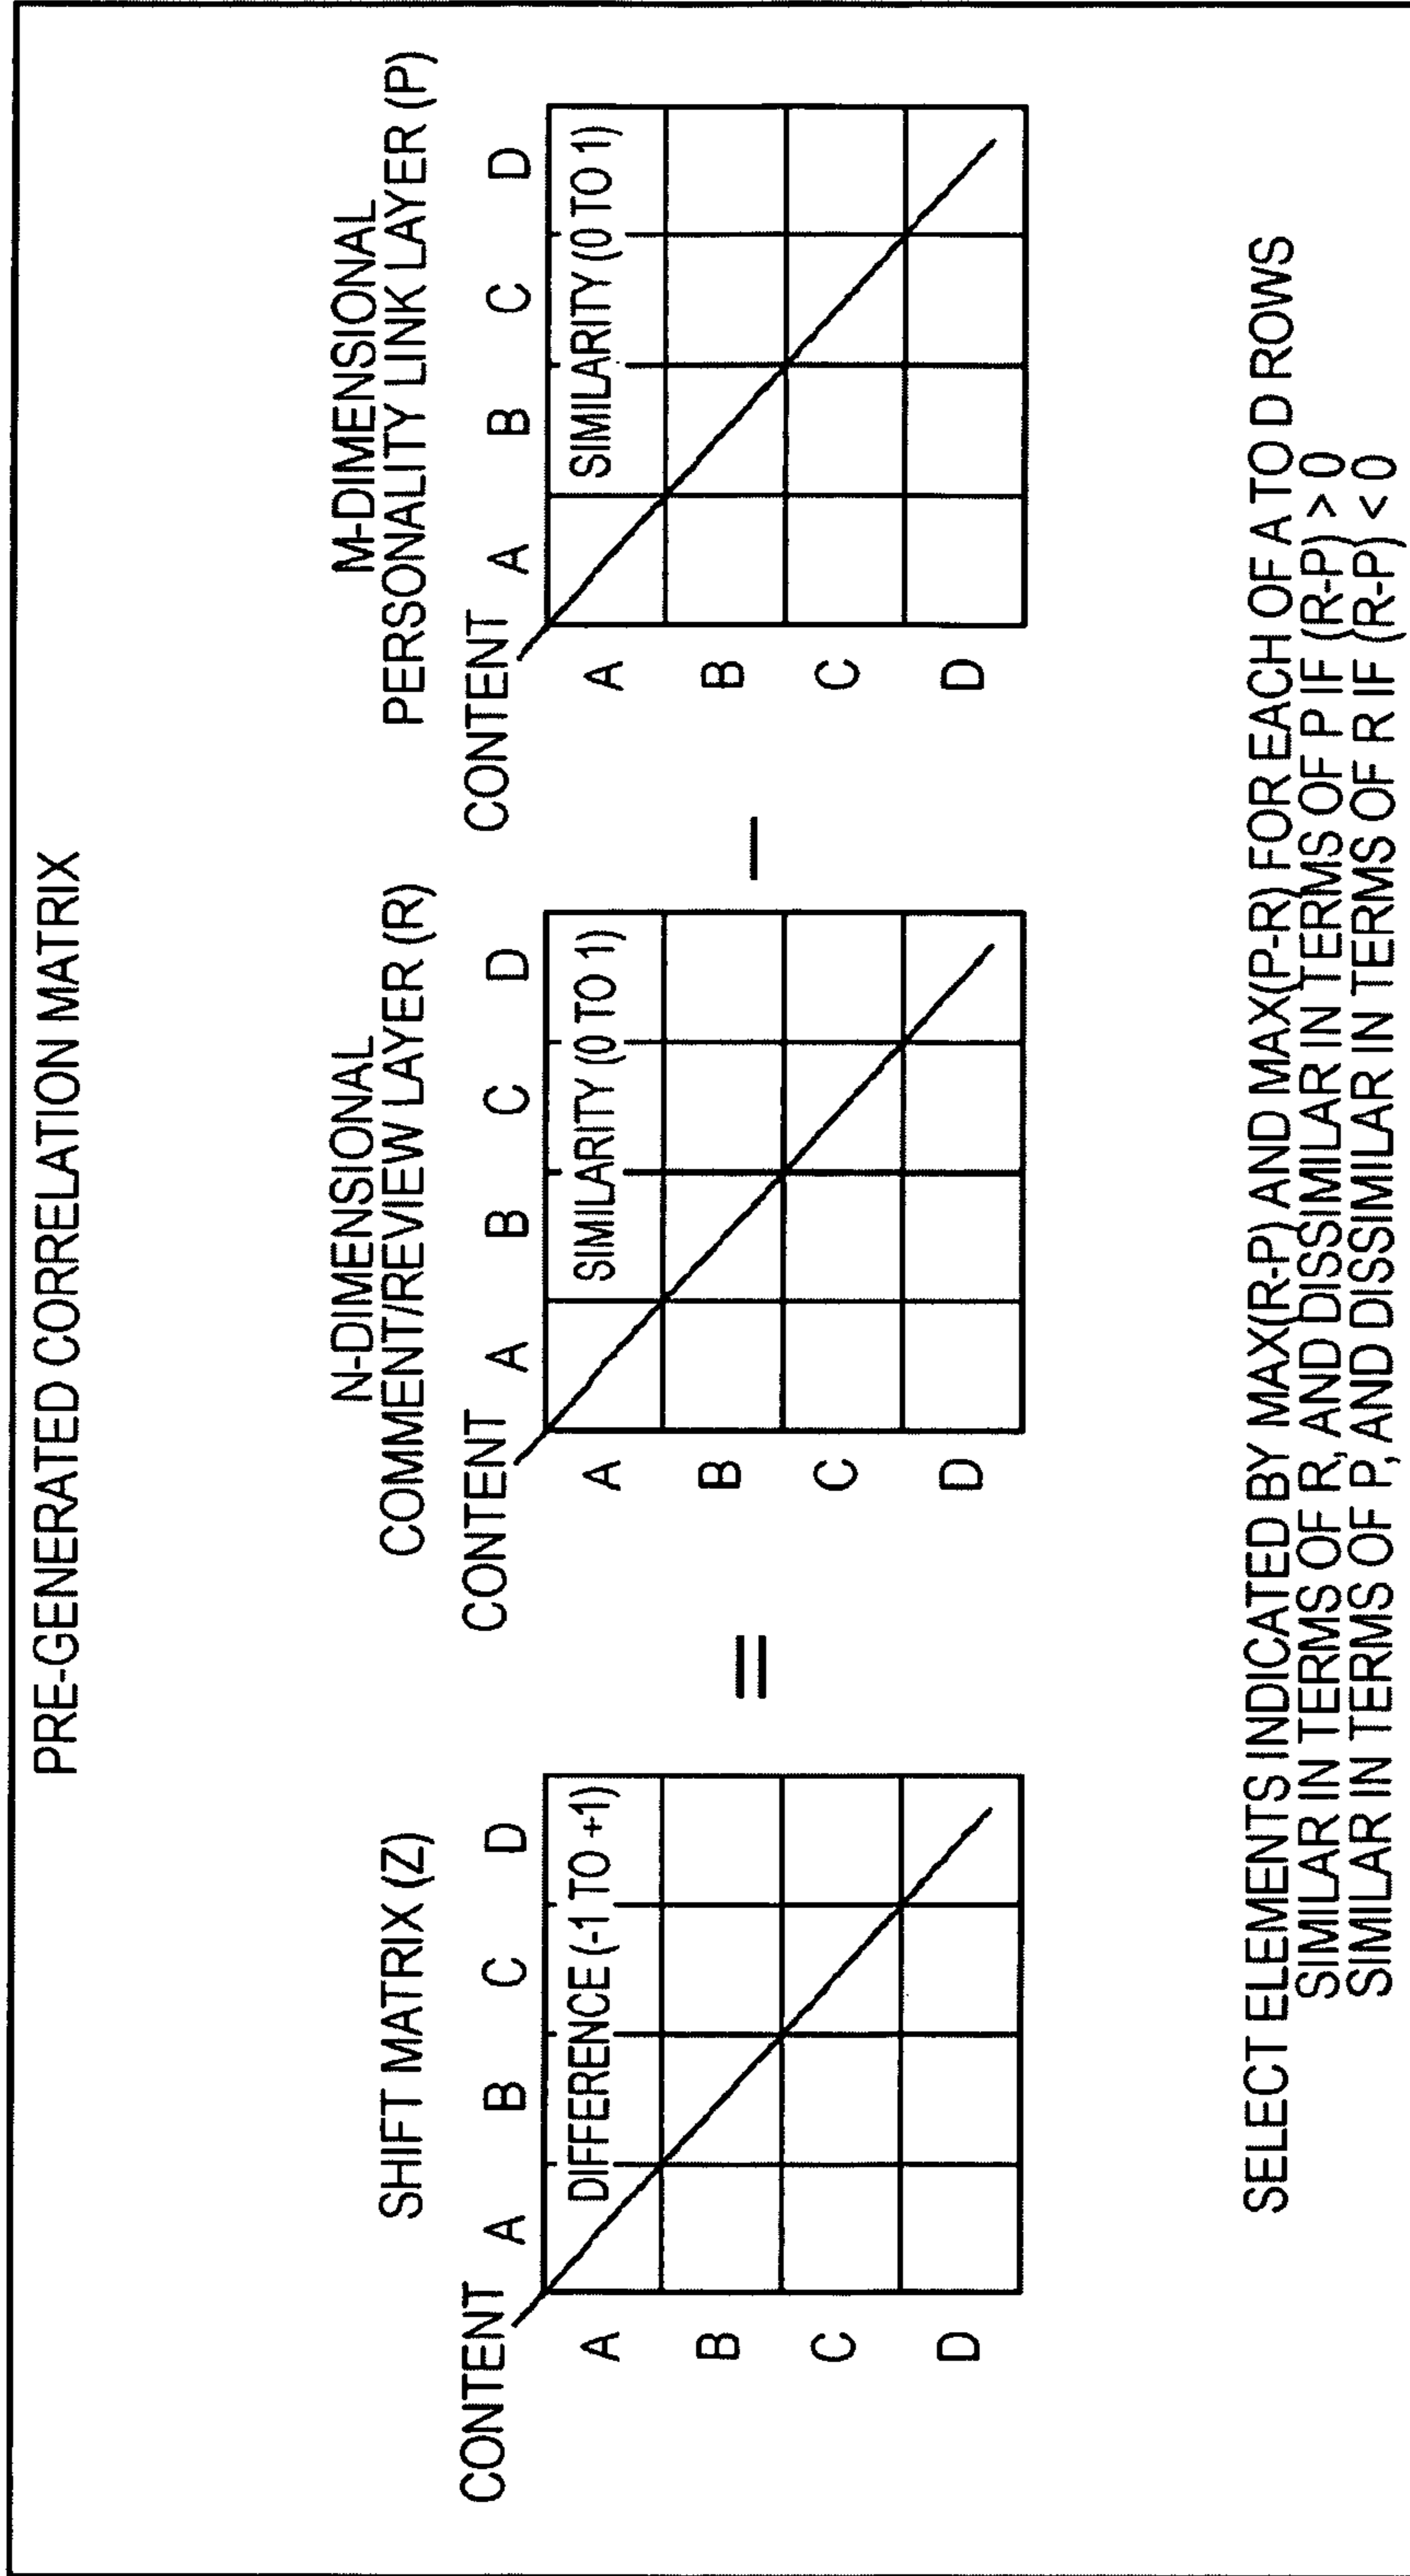 PRE-GENERATED CORRELATION MATRIX
SHIFT MATRIX (Z)
CONTENT
A B C D
A
B
C
D
DIFFERENCE (-1 TO +1)
=
N-DIMENSIONAL
COMMENT/REVIEW LAYER (R)
CONTENT
A B C D
A
B
C
D
SIMILARITY (0 TO 1)
–
M-DIMENSIONAL
PERSONALITY LINK LAYER (P)
CONTENT
A B C D
A
B
C
D
SIMILARITY (0 TO 1)
SELECT ELEMENTS INDICATED BY MAX(R-P) AND MAX(P-R) FOR EACH OF A TO D ROWS
SIMILAR IN TERMS OF R, AND DISSIMILAR IN TERMS OF P IF (R-P) > 0
SIMILAR IN TERMS OF P, AND DISSIMILAR IN TERMS OF R IF (R-P) < 0